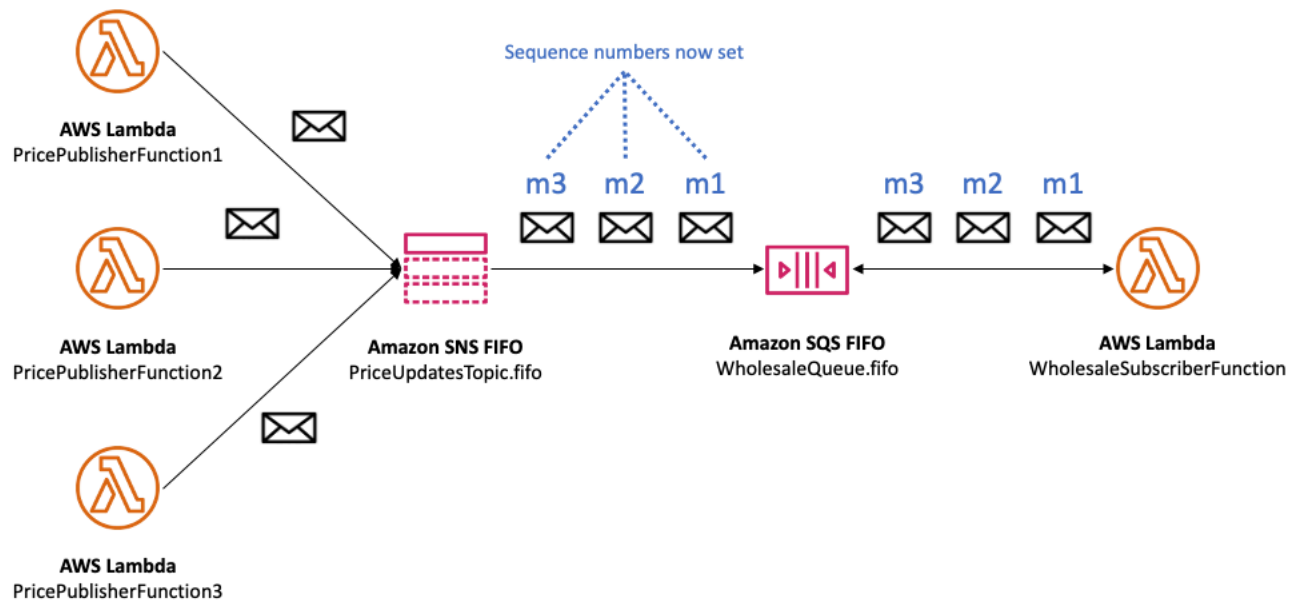 Sequence numbers now set
AWS Lambda
PricePublisherFunction1
m3
m2
m1
m3
m2
m1
AWS Lambda
PricePublisherFunction2
Amazon SNS FIFO
PriceUpdatesTopic.fifo
Amazon SQS FIFO
WholesaleQueue.fifo
AWS Lambda
WholesaleSubscriberFunction
AWS Lambda
PricePublisherFunction3